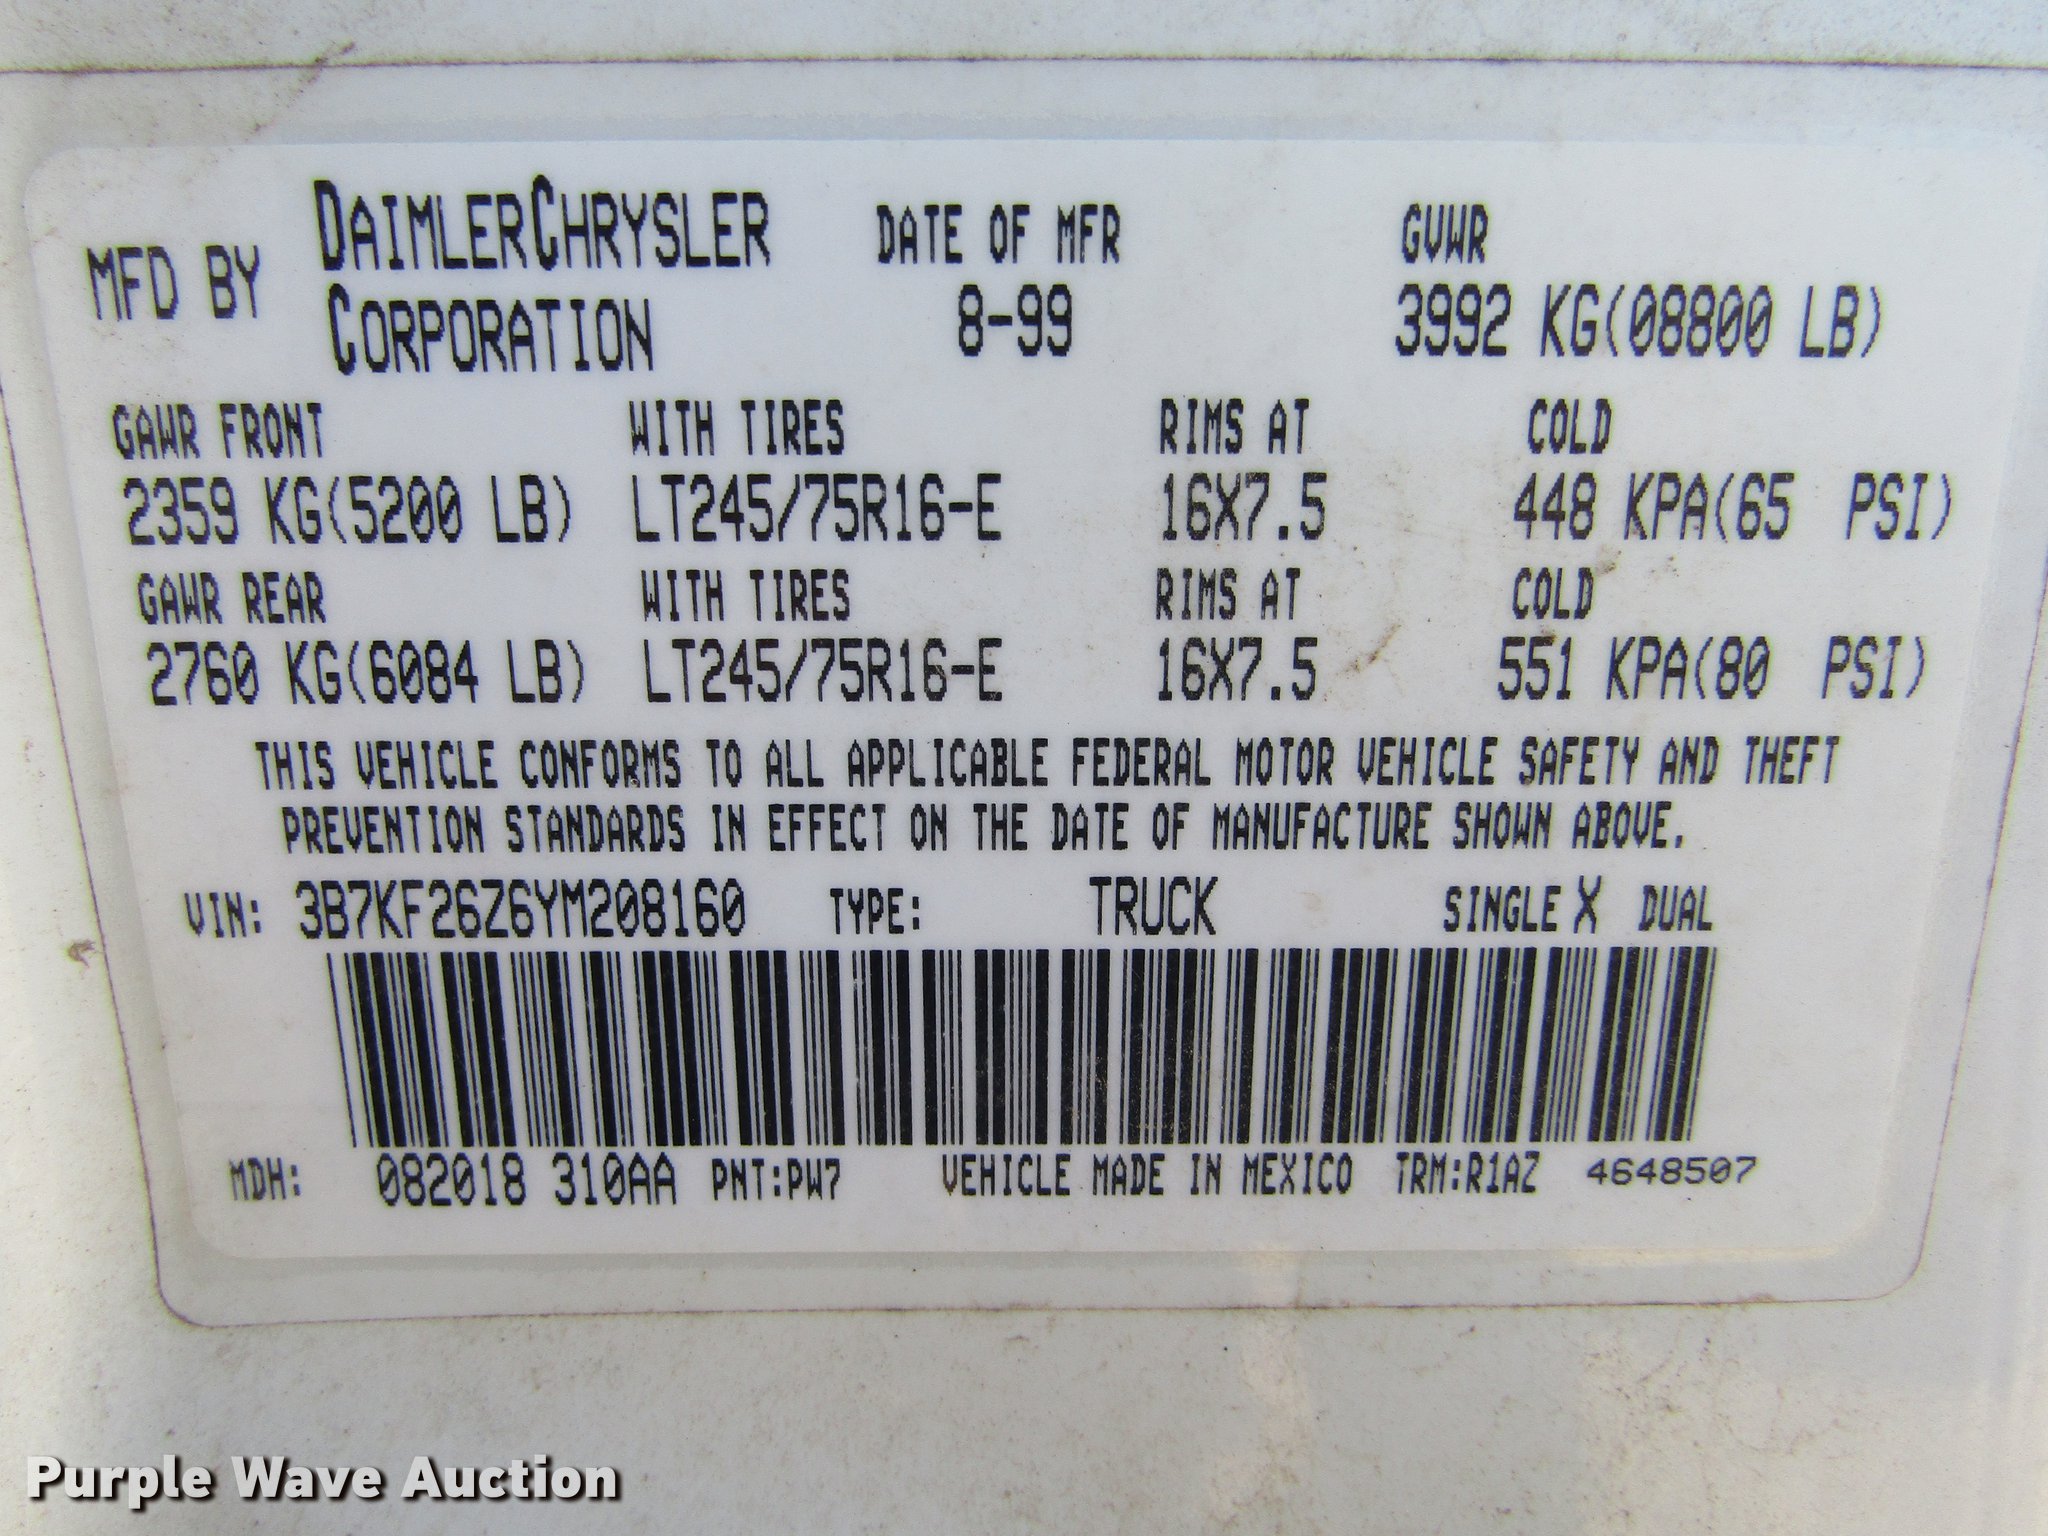 MFD BY DAIMLERCHRYSLER CORPORATION DATE OF MFR 8-99 GVWR 3992 KG(08800 LB)
GAWR FRONT WITH TIRES RIMS AT COLD
2359 KG(5200 LB) LT245/75R16-E 16X7.5 448 KPA(65 PSI)
GAWR REAR WITH TIRES RIMS AT COLD
2760 KG(6084 LB) LT245/75R16-E 16X7.5 551 KPA(80 PSI)
THIS VEHICLE CONFORMS TO ALL APPLICABLE FEDERAL MOTOR VEHICLE SAFETY AND THEFT
PREVENTION STANDARDS IN EFFECT ON THE DATE OF MANUFACTURE SHOWN ABOVE.
VIN: 3B7KF26Z6YM208160 TYPE: TRUCK SINGLE X DUAL
MDH: 082018 310AA PNT:PW7 VEHICLE MADE IN MEXICO TRM:R1AZ 4648507
Purple Wave Auction